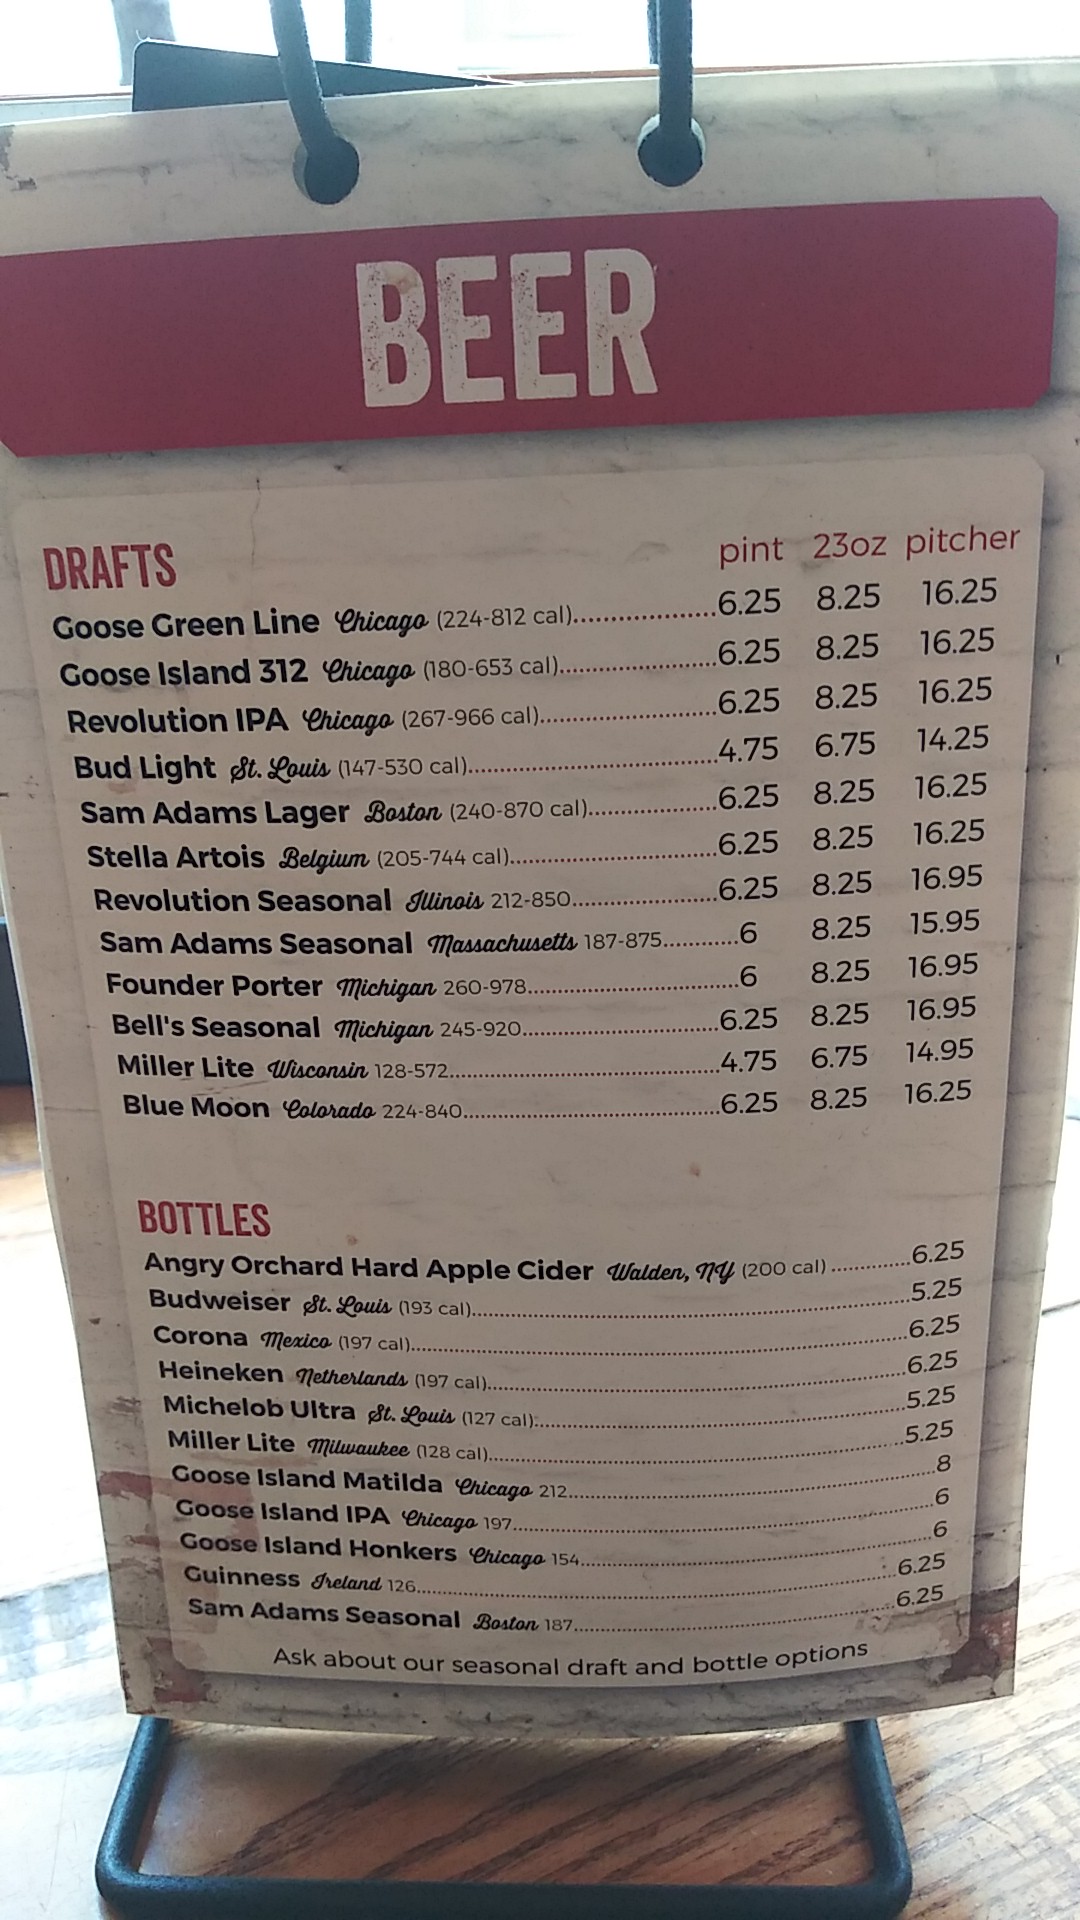 BEER
DRAFTS pint 23oz pitcher
Goose Green Line Chicago (224-812 cal)..................6.25 8.25 16.25
Goose Island 312 Chicago (180-653 cal)....................6.25 8.25 16.25
Revolution IPA Chicago (267-966 cal)......................6.25 8.25 16.25
Bud Light St. Louis (147-530 cal)..............................4.75 6.75 14.25
Sam Adams Lager Boston (240-870 cal)................6.25 8.25 16.25
Stella Artois Belgium (205-744 cal)..........................6.25 8.25 16.25
Revolution Seasonal Illinois 212-850..................6.25 8.25 16.95
Sam Adams Seasonal Massachusetts 187-875............6 8.25 15.95
Founder Porter Michigan 260-978..........................6 8.25 16.95
Bell's Seasonal Michigan 245-920........................6.25 8.25 16.95
Miller Lite Wisconsin 128-572..................................4.75 6.75 14.95
Blue Moon Colorado 224-840................................6.25 8.25 16.25
BOTTLES
Angry Orchard Hard Apple Cider Walden, NY (200 cal) ............6.25
Budweiser St. Louis (193 cal)..............................................5.25
Corona Mexico (197 cal)......................................................6.25
Heineken Netherlands (197 cal)............................................6.25
Michelob Ultra St. Louis (127 cal)........................................5.25
Miller Lite Milwaukee (128 cal)............................................5.25
Goose Island Matilda Chicago 212........................................8
Goose Island IPA Chicago 197..............................................6
Goose Island Honkers Chicago 154........................................6
Guinness Ireland 126........................................................6.25
Sam Adams Seasonal Boston 187........................................6.25
Ask about our seasonal draft and bottle options